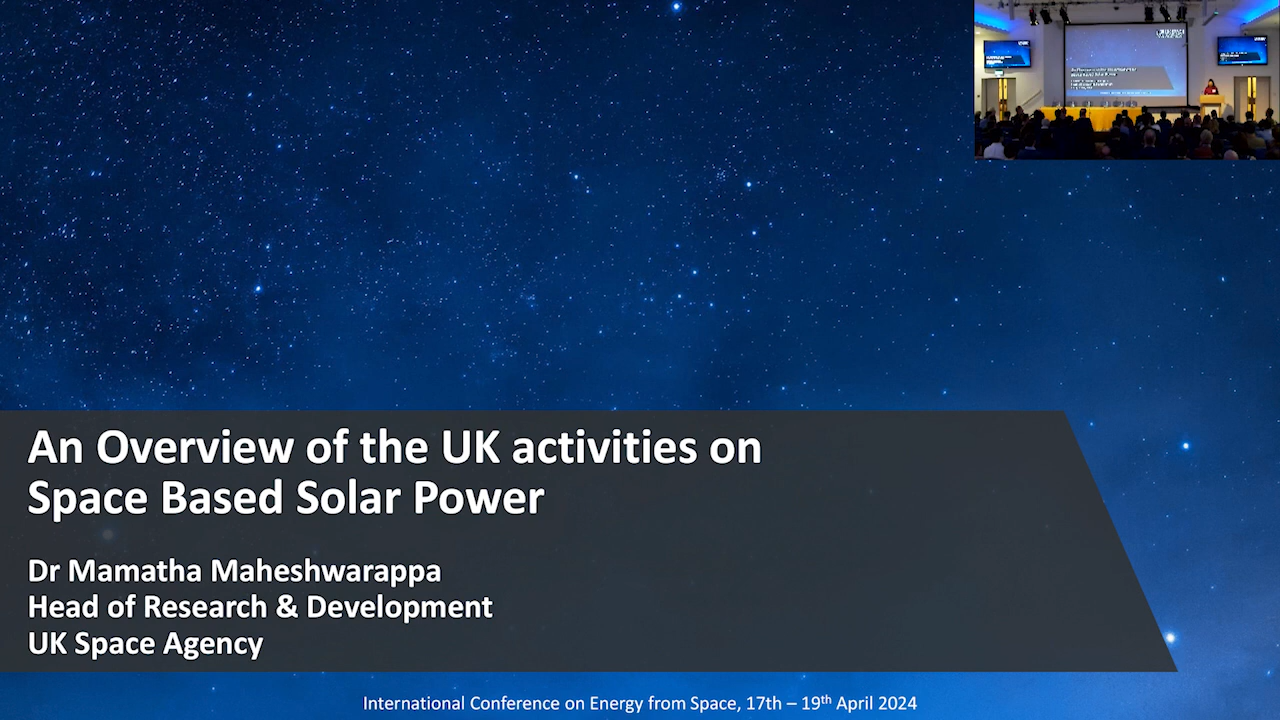 An Overview of the UK activities on
Space Based Solar Power
Dr Mamatha Maheshwarappa
Head of Research & Development
UK Space Agency
International Conference on Energy from Space, 17th – 19th April 2024